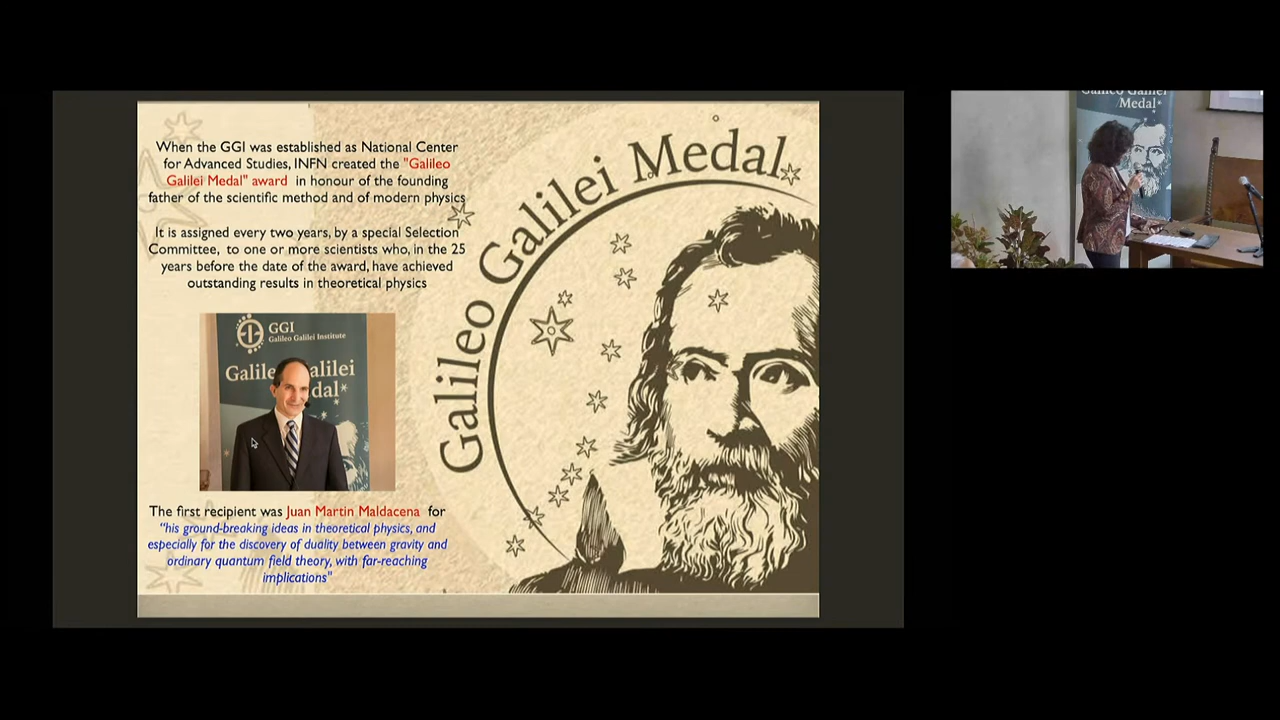 When the GGI was established as National Center
for Advanced Studies, INFN created the "Galileo
Galilei Medal" award in honour of the founding
father of the scientific method and of modern physics
It is assigned every two years, by a special Selection
Committee, to one or more scientists who, in the 25
years before the date of the award, have achieved
outstanding results in theoretical physics
GGI
Galileo Galilei Institute
Galile alilei
dal*
The first recipient was Juan Martin Maldacena for
"his ground-breaking ideas in theoretical physics, and
especially for the discovery of duality between gravity and
ordinary quantum field theory, with far-reaching
implications"
Galileo Galilei Medal
Galileo Galilei
Medal*